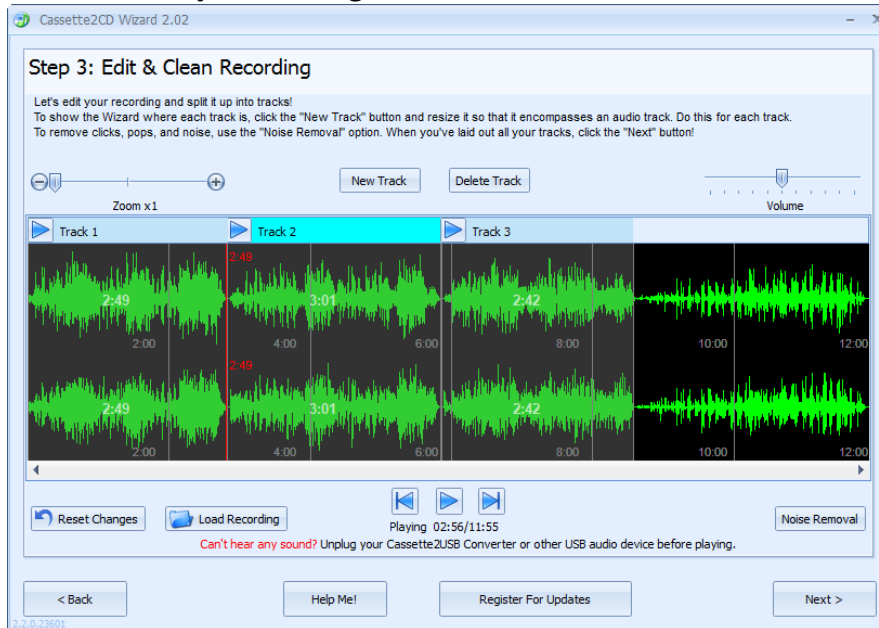 Cassette2CD Wizard 2.02
Step 3: Edit & Clean Recording
Let's edit your recording and split it up into tracks!
To show the Wizard where each track is, click the "New Track" button and resize it so that it encompasses an audio track. Do this for each track.
To remove clicks, pops, and noise, use the "Noise Removal" option. When you've laid out all your tracks, click the "Next" button!
New Track Delete Track
Zoom x1 Volume
Track 1 Track 2 Track 3
2:49
2:49 3:01 2:42
2:00 4:00 6:00 8:00 10:00 12:00
2:49
2:49 3:01 2:42
2:00 4:00 6:00 8:00 10:00 12:00
Reset Changes Load Recording Noise Removal
Playing 02:56/11:55
Can't hear any sound? Unplug your Cassette2USB Converter or other USB audio device before playing.
< Back Help Me! Register For Updates Next >
2.2.0.23601